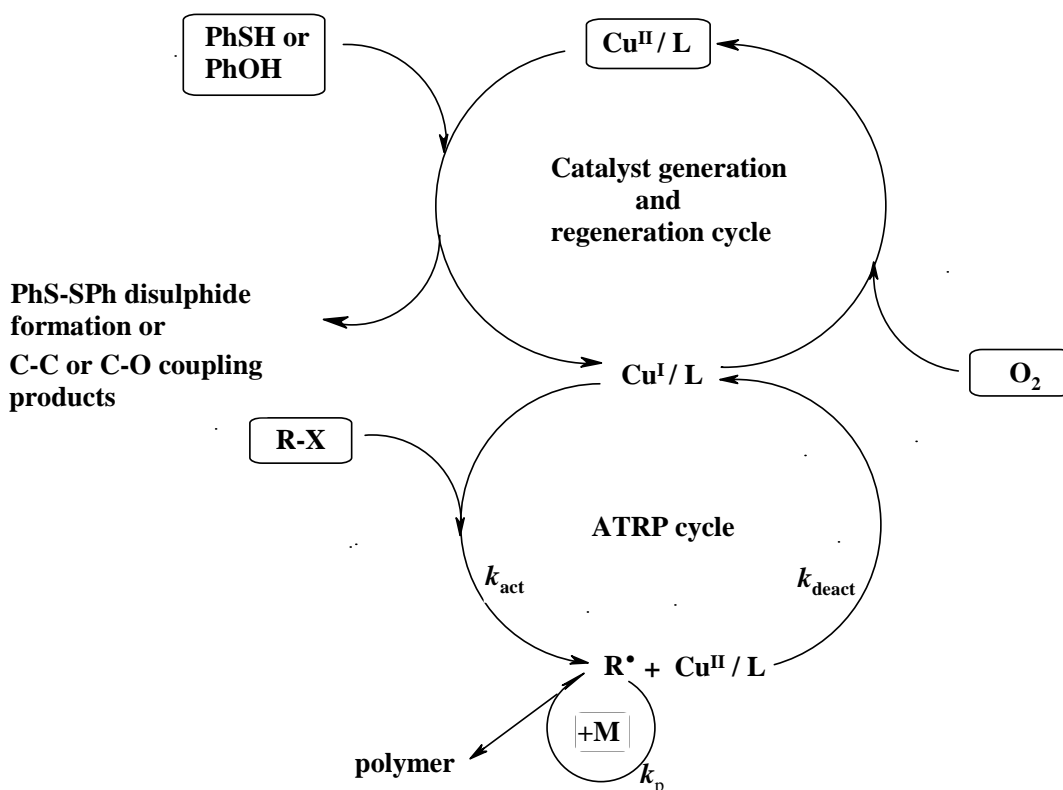 PhSH or
PhOH
Cuᴵᴵ / L
Catalyst generation
and
regeneration cycle
PhS-SPh disulphide
formation or
C-C or C-O coupling
products
Cuᴵ / L
O₂
R-X
ATRP cycle
k_act
k_deact
R• + Cuᴵᴵ / L
+M
polymer
k_p